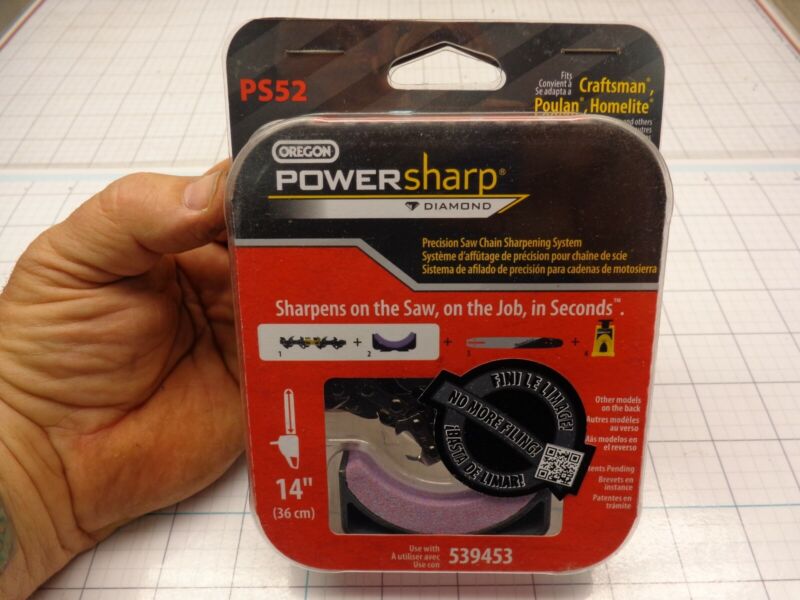 PS52
Fits
Convient à
Se adapta a
Craftsman®,
Poulan®, Homelite®
and others
autres
OREGON
POWERsharp®
DIAMOND
Precision Saw Chain Sharpening System
Système d'affûtage de précision pour chaîne de scie
Sistema de afilado de precisión para cadenas de motosierra
Sharpens on the Saw, on the Job, in Seconds™.
1 + 2 + 3 + 4
FINI LE LIMAGE!
NO MORE FILING!
¡BASTA DE LIMAR!
Other models
on the back
Autres modèles
au verso
Más modelos en
el reverso
Patents Pending
Brevets en
instance
Patentes en
trámite
14"
(36 cm)
Use with
À utiliser avec
Use con
539453